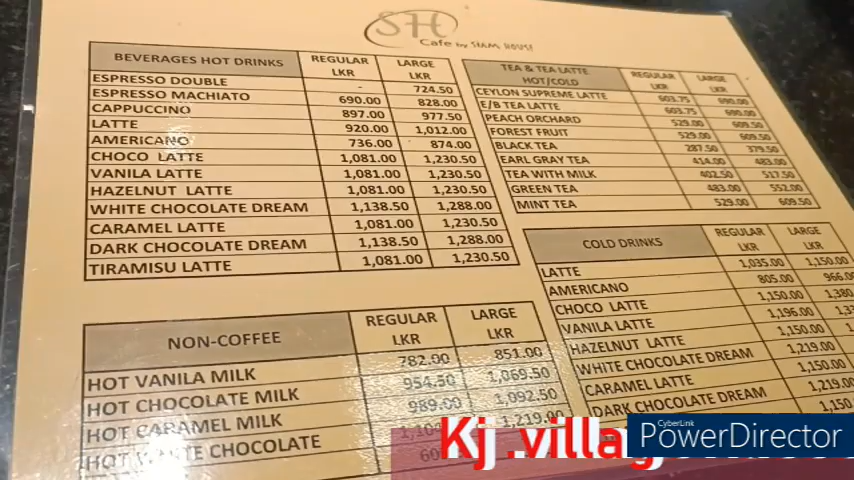 SH
Cafe by SIAM HOUSE
BEVERAGES HOT DRINKS REGULAR LKR LARGE LKR
ESPRESSO DOUBLE - 724.50
ESPRESSO MACHIATO 690.00 828.00
CAPPUCCINO 897.00 977.50
LATTE 920.00 1,012.00
AMERICANO 736.00 874.00
CHOCO LATTE 1,081.00 1,230.50
VANILA LATTE 1,081.00 1,230.50
HAZELNUT LATTE 1,081.00 1,230.50
WHITE CHOCOLATE DREAM 1,138.50 1,288.00
CARAMEL LATTE 1,081.00 1,230.50
DARK CHOCOLATE DREAM 1,138.50 1,288.00
TIRAMISU LATTE 1,081.00 1,230.50
NON-COFFEE REGULAR LKR LARGE LKR
HOT VANILA MILK 782.00 851.00
HOT CHOCOLATE MILK 954.50 1,069.50
HOT CARAMEL MILK 989.00 1,092.50
HOT WHITE CHOCOLATE 1,219.00
TEA & TEA LATTE HOT/COLD REGULAR LKR LARGE LKR
CEYLON SUPREME LATTE 603.75 690.00
E/B TEA LATTE 603.75 690.00
PEACH ORCHARD 529.00 609.50
FOREST FRUIT 529.00 609.50
BLACK TEA 287.50 379.50
EARL GRAY TEA 414.00 483.00
TEA WITH MILK 402.50 517.50
GREEN TEA 483.00 552.00
MINT TEA 529.00 609.50
COLD DRINKS REGULAR LKR LARGE LKR
LATTE 1,035.00 1,150.00
AMERICANO 805.00 966.00
CHOCO LATTE 1,150.00 1,380
VANILA LATTE 1,196.00
HAZELNUT LATTE 1,150.00
WHITE CHOCOLATE DREAM 1,219.00
CARAMEL LATTE 1,150.00
DARK CHOCOLATE DREAM 1,219.00
1,150
Kj .villag
CyberLink
PowerDirector